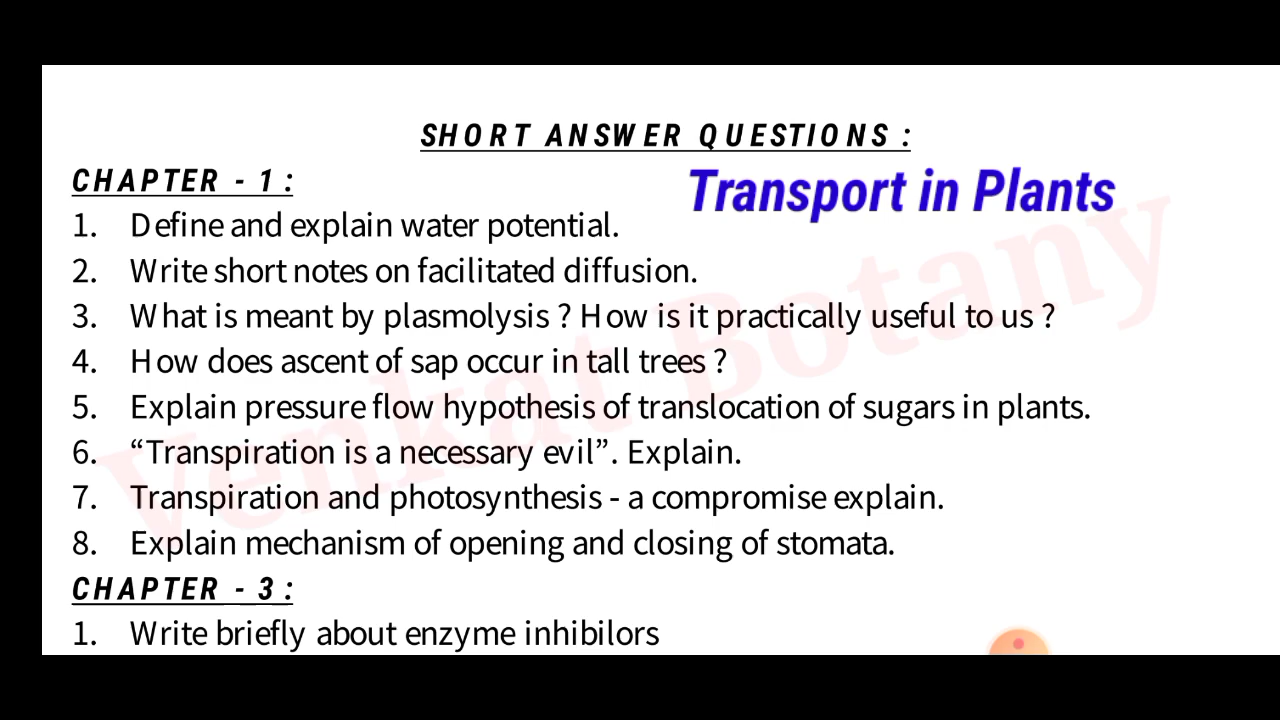 SHORT ANSWER QUESTIONS :
CHAPTER - 1 :
Transport in Plants
1. Define and explain water potential.
2. Write short notes on facilitated diffusion.
3. What is meant by plasmolysis ? How is it practically useful to us ?
4. How does ascent of sap occur in tall trees ?
5. Explain pressure flow hypothesis of translocation of sugars in plants.
6. “Transpiration is a necessary evil”. Explain.
7. Transpiration and photosynthesis - a compromise explain.
8. Explain mechanism of opening and closing of stomata.
CHAPTER - 3 :
1. Write briefly about enzyme inhibilors
Venkat Botany